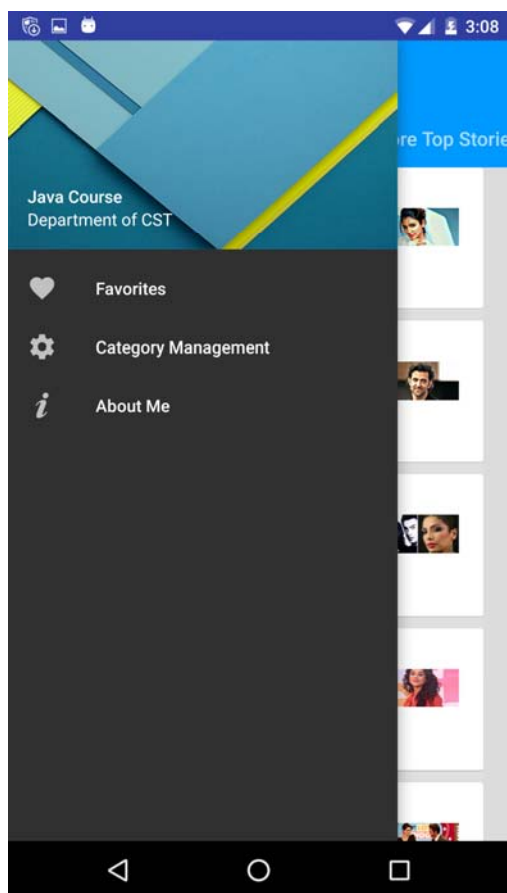 3:08
re Top Storie
Java Course
Department of CST
Favorites
Category Management
About Me